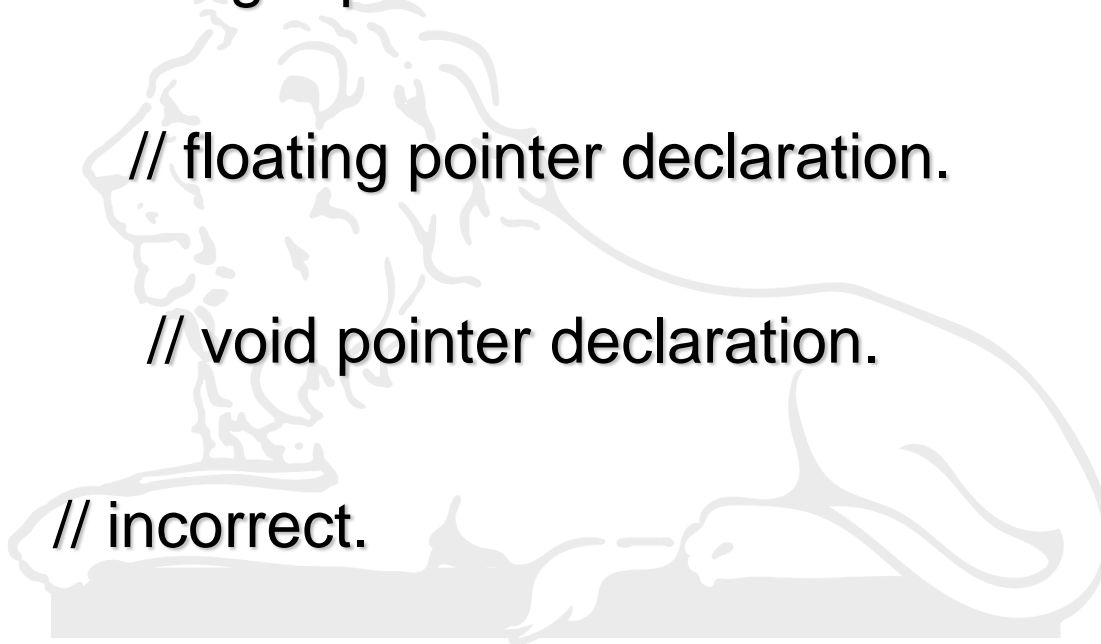 // floating pointer declaration.
// void pointer declaration.
// incorrect.